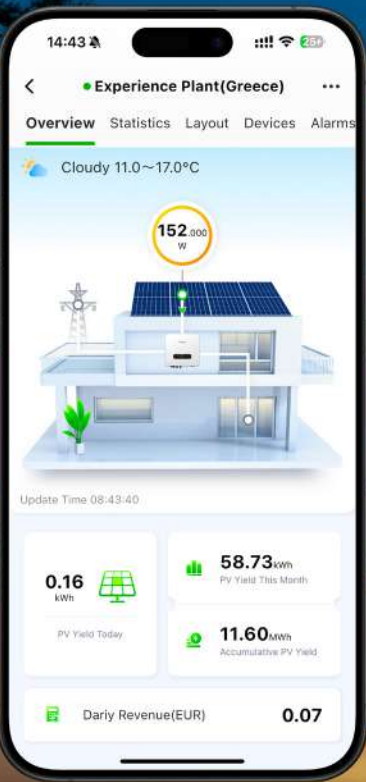 14:43
25+
Experience Plant(Greece)
Overview Statistics Layout Devices Alarms
Cloudy 11.0~17.0°C
152.000
W
Update Time 08:43:40
0.16
kWh
PV Yield Today
58.73kWh
PV Yield This Month
11.60MWh
Accumulative PV Yield
Dariy Revenue(EUR) 0.07